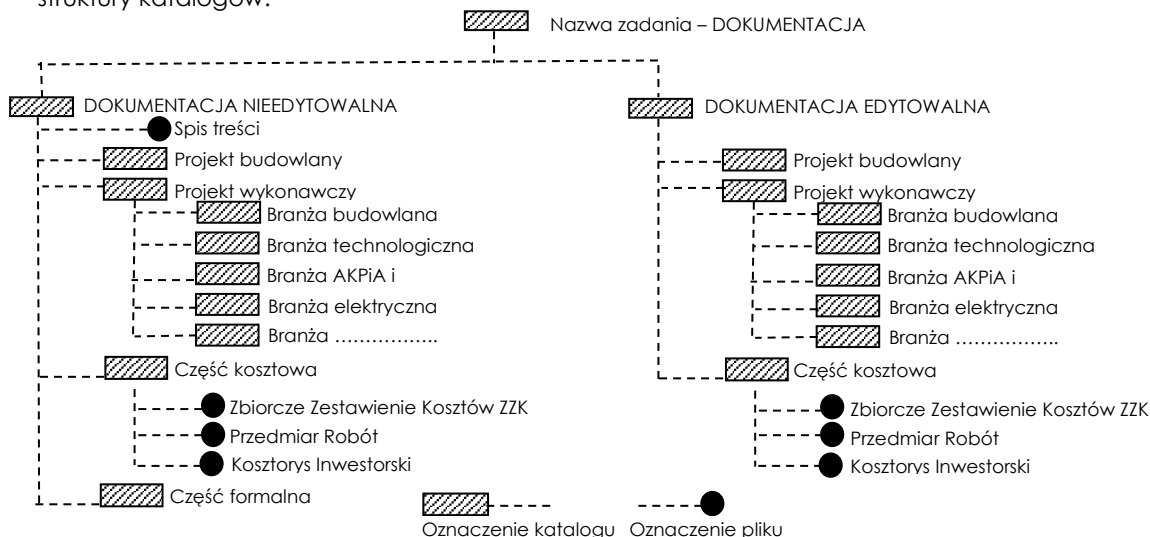 struktury katalogów:
Nazwa zadania – DOKUMENTACJA
DOKUMENTACJA NIEEDYTOWALNA
Spis treści
Projekt budowlany
Projekt wykonawczy
Branża budowlana
Branża technologiczna
Branża AKPiA i
Branża elektryczna
Branża ……………..
Część kosztowa
Zbiorcze Zestawienie Kosztów ZZK
Przedmiar Robót
Kosztorys Inwestorski
Część formalna
DOKUMENTACJA EDYTOWALNA
Projekt budowlany
Projekt wykonawczy
Branża budowlana
Branża technologiczna
Branża AKPiA i
Branża elektryczna
Branża ……………..
Część kosztowa
Zbiorcze Zestawienie Kosztów ZZK
Przedmiar Robót
Kosztorys Inwestorski
Oznaczenie katalogu
Oznaczenie pliku